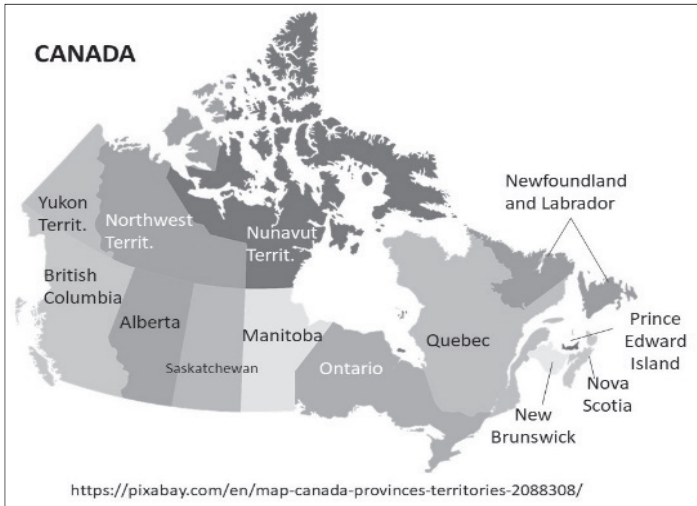 CANADA
Yukon
Territ.
Northwest
Territ.
Nunavut
Territ.
British
Columbia
Alberta
Saskatchewan
Manitoba
Ontario
Quebec
Newfoundland
and Labrador
Prince
Edward
Island
Nova
Scotia
New
Brunswick
https://pixabay.com/en/map-canada-provinces-territories-2088308/